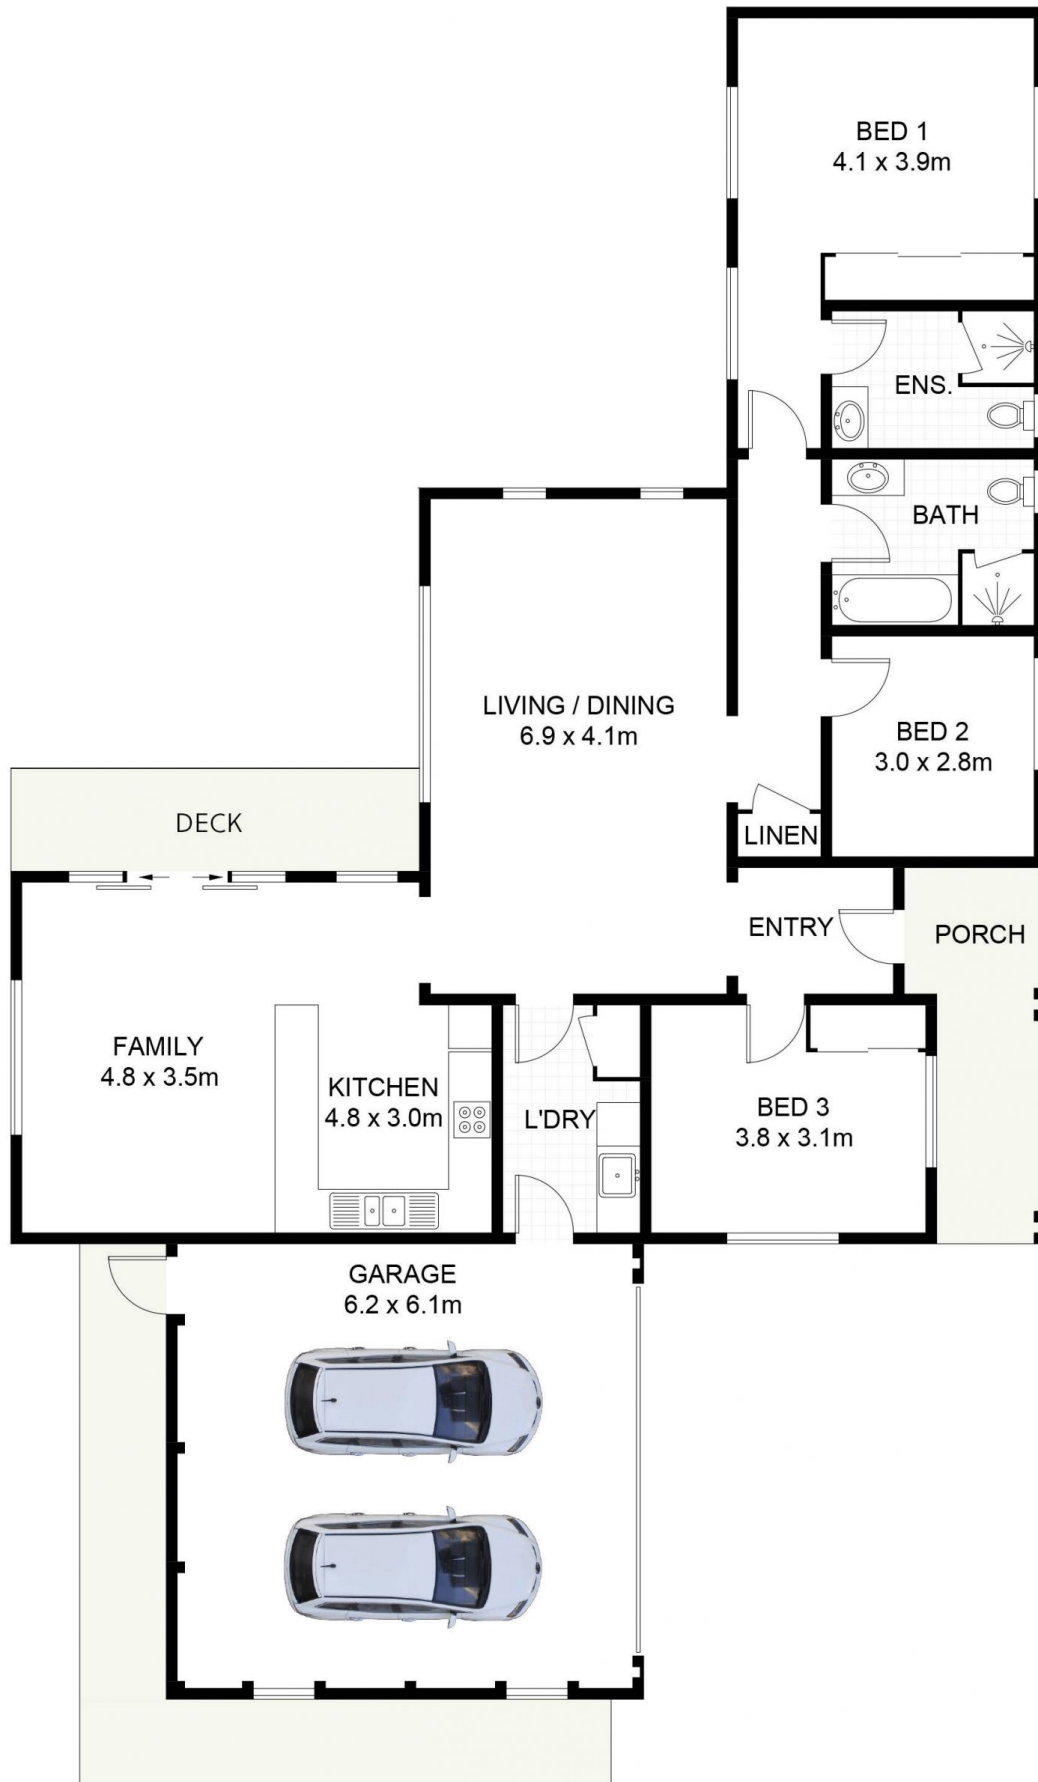 BED 1
4.1 x 3.9m
ENS.
BATH
LIVING / DINING
6.9 x 4.1m
BED 2
3.0 x 2.8m
DECK
LINEN
ENTRY
PORCH
FAMILY
4.8 x 3.5m
KITCHEN
4.8 x 3.0m
L'DRY
BED 3
3.8 x 3.1m
GARAGE
6.2 x 6.1m